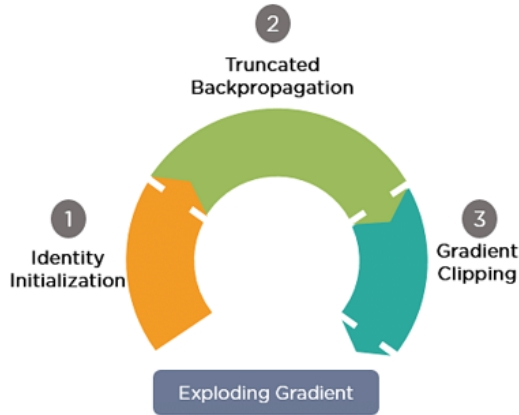 1
Identity
Initialization
2
Truncated
Backpropagation
3
Gradient
Clipping
Exploding Gradient